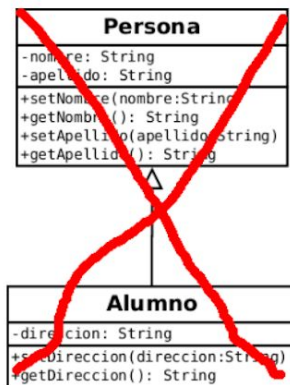 Persona
-nombre: String
-apellido: String
+setNombre(nombre:String
+getNombre(): String
+setApellido(apellido:String)
+getApellido(): String
Alumno
-direccion: String
+setDireccion(direccion:String)
+getDireccion(): String